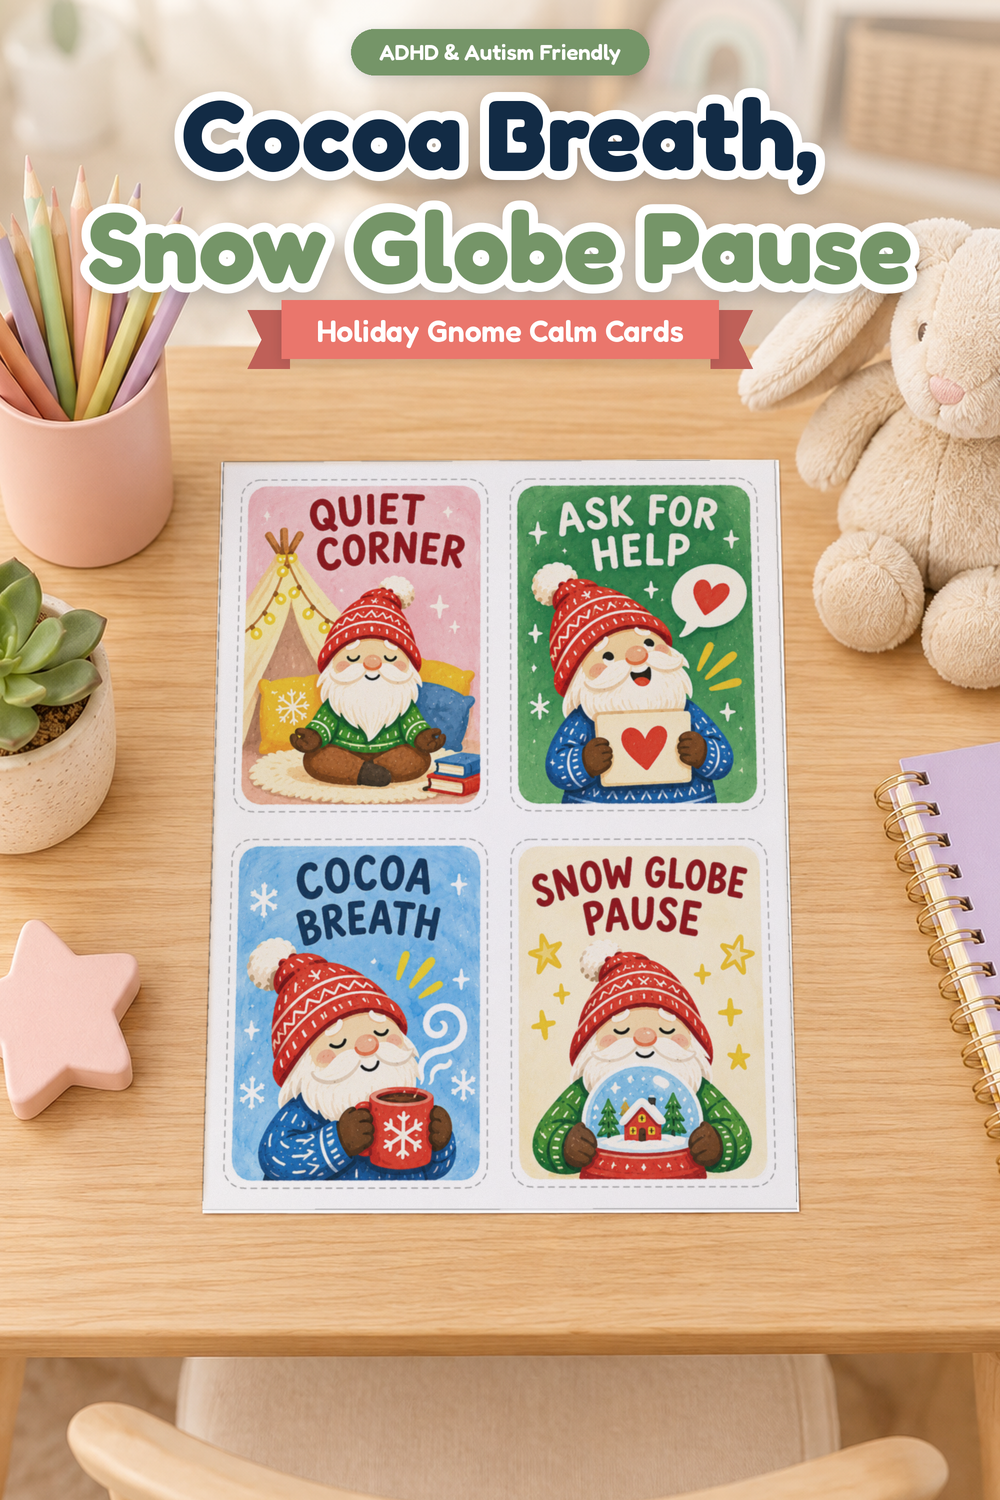 ADHD & Autism Friendly
Cocoa Breath,
Snow Globe Pause
Holiday Gnome Calm Cards
QUIET
CORNER
ASK FOR
HELP
COCOA
BREATH
SNOW GLOBE
PAUSE